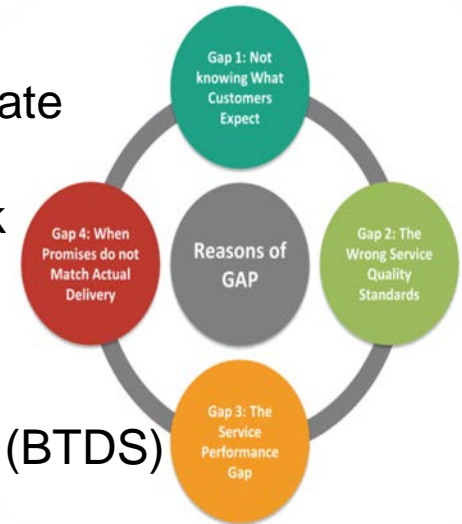 Gap 1: Not
knowing What
Customers
Expect
ate
k
Gap 4: When
Promises do not
Match Actual
Delivery
Reasons of
GAP
Gap 2: The
Wrong Service
Quality
Standards
Gap 3: The
Service
Performance
Gap
(BTDS)